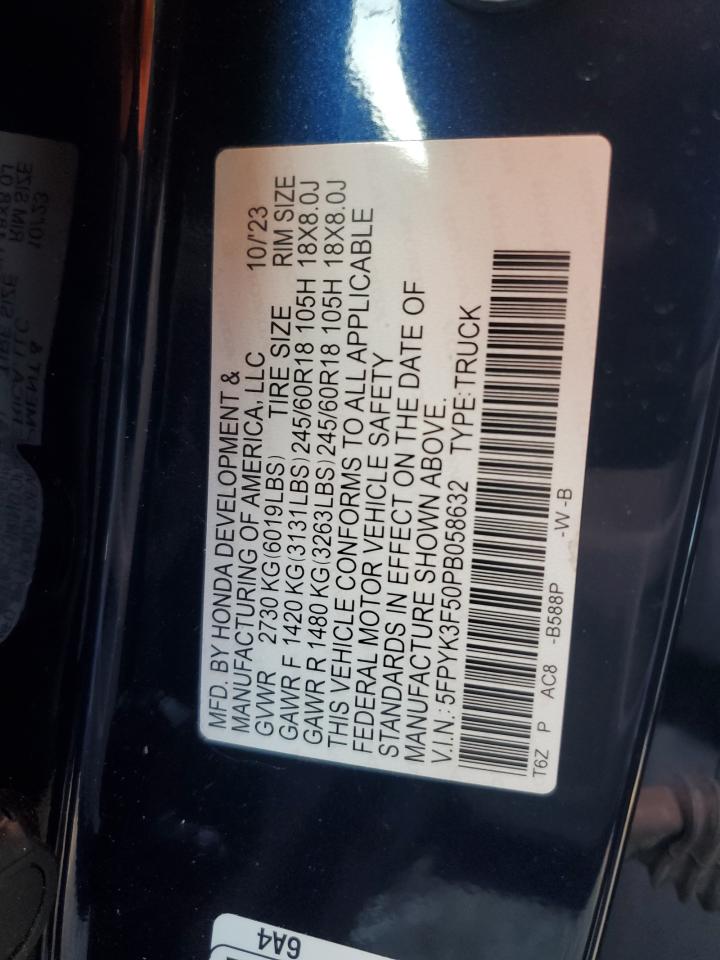 MFD. BY HONDA DEVELOPMENT &
MANUFACTURING OF AMERICA, LLC 10/'23
GVWR 2730 KG(6019LBS) TIRE SIZE RIM SIZE
GAWR F 1420 KG(3131LBS)245/60R18 105H 18X8.0J
GAWR R 1480 KG(3263LBS)245/60R18 105H 18X8.0J
THIS VEHICLE CONFORMS TO ALL APPLICABLE
FEDERAL MOTOR VEHICLE SAFETY
STANDARDS IN EFFECT ON THE DATE OF
MANUFACTURE SHOWN ABOVE.
V.I.N.: 5FPYK3F50PB058632 TYPE:TRUCK
T6Z P AC8 -B588P -W -B
6A4